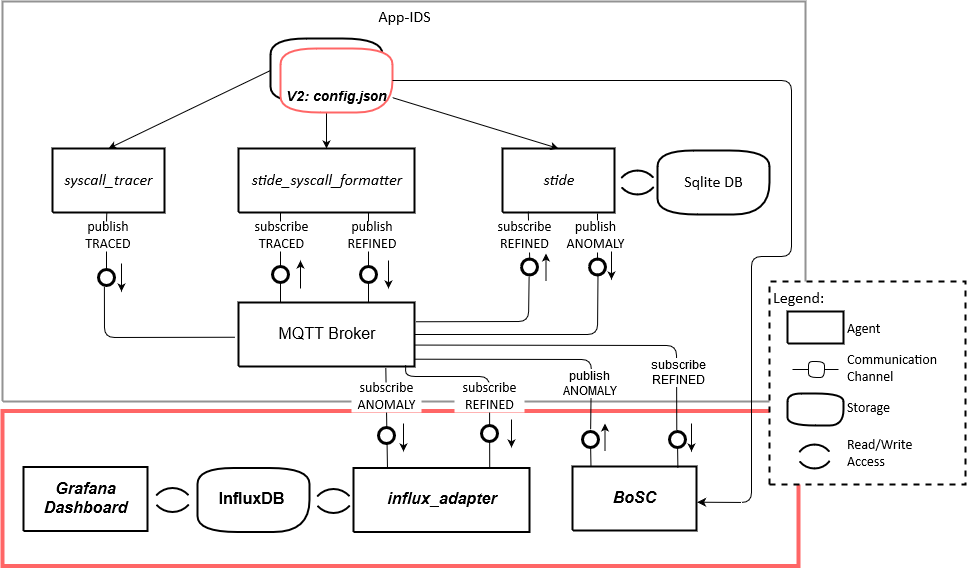 App-IDS
V2: config.json
syscall_tracer
stide_syscall_formatter
stide
Sqlite DB
publish
TRACED
subscribe
TRACED
publish
REFINED
subscribe
REFINED
publish
ANOMALY
MQTT Broker
Legend:
Agent
Communication
Channel
Storage
Read/Write
Access
subscribe
ANOMALY
subscribe
REFINED
publish
ANOMALY
subscribe
REFINED
Grafana
Dashboard
InfluxDB
influx_adapter
BoSC